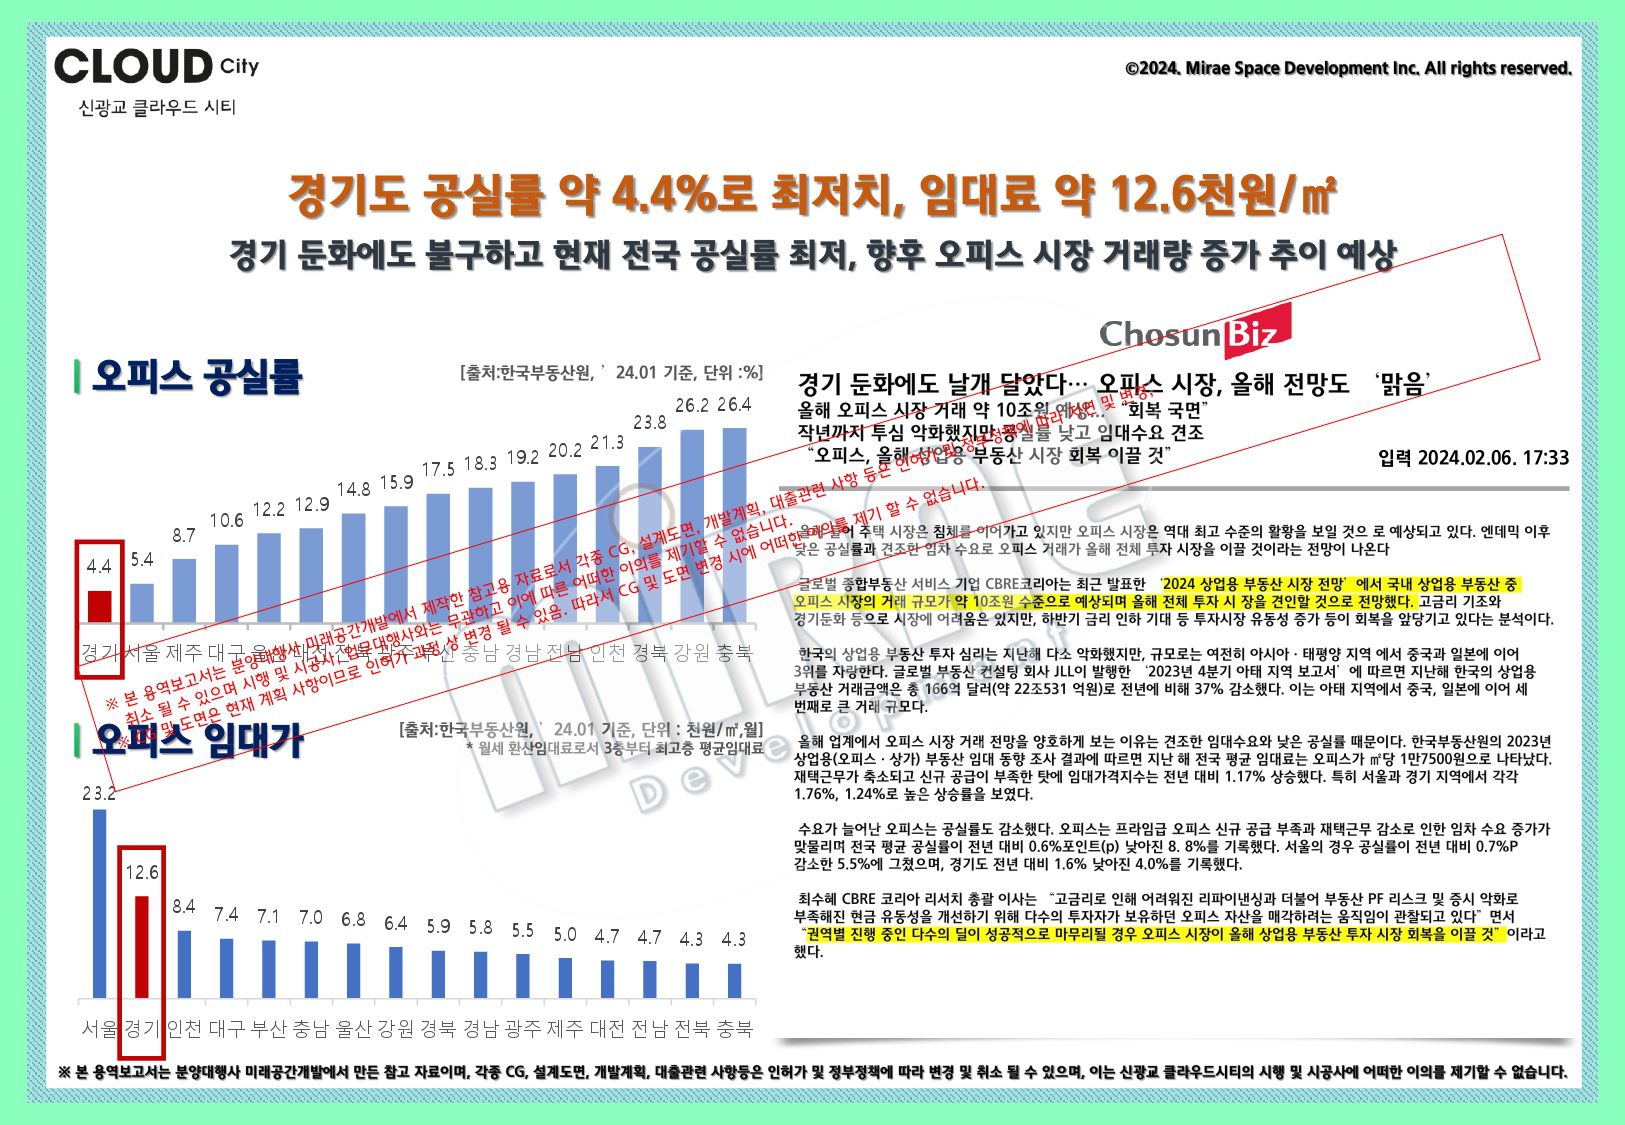 CLOUD City
신광교 클라우드 시티
©2024. Mirae Space Development Inc. All rights reserved.
경기도 공실률 약 4.4%로 최저치, 임대료 약 12.6천원/㎡
경기 둔화에도 불구하고 현재 전국 공실률 최저, 향후 오피스 시장 거래량 증가 추이 예상
오피스 공실률
[출처:한국부동산원, ’24.01 기준, 단위 :%]
4.4 5.4 8.7 10.6 12.2 12.9 14.8 15.9 17.5 18.3 19.2 20.2 21.3 23.8 26.2 26.4
경기 서울 제주 대구 울산 대전 전북 광주 부산 충남 경남 전남 인천 경북 강원 충북
오피스 임대가
[출처:한국부동산원, ’24.01 기준, 단위 : 천원/㎡,월]
* 월세 환산임대료로서 3층부터 최고층 평균임대료
23.2 12.6 8.4 7.4 7.1 7.0 6.8 6.4 5.9 5.8 5.5 5.0 4.7 4.7 4.3 4.3
서울 경기 인천 대구 부산 충남 울산 강원 경북 경남 광주 제주 대전 전남 전북 충북
ChosunBiz
경기 둔화에도 날개 달았다… 오피스 시장, 올해 전망도 ‘맑음’
올해 오피스 시장 거래 약 10조원 예상… “회복 국면”
작년까지 투심 악화했지만 공실률 낮고 임대수요 견조
“오피스, 올해 상업용 부동산 시장 회복 이끌 것”
입력 2024.02.06. 17:33
올 들어 주택 시장은 침체를 이어가고 있지만 오피스 시장은 역대 최고 수준의 활황을 보일 것으 로 예상되고 있다. 엔데믹 이후
낮은 공실률과 견조한 임차 수요로 오피스 거래가 올해 전체 투자 시장을 이끌 것이라는 전망이 나온다
글로벌 종합부동산 서비스 기업 CBRE코리아는 최근 발표한 ‘2024 상업용 부동산 시장 전망’에서 국내 상업용 부동산 중
오피스 시장의 거래 규모가 약 10조원 수준으로 예상되며 올해 전체 투자 시 장을 견인할 것으로 전망했다. 고금리 기조와
경기둔화 등으로 시장에 어려움은 있지만, 하반기 금리 인하 기대 등 투자시장 유동성 증가 등이 회복을 앞당기고 있다는 분석이다.
한국의 상업용 부동산 투자 심리는 지난해 다소 악화했지만, 규모로는 여전히 아시아·태평양 지역 에서 중국과 일본에 이어
3위를 자랑한다. 글로벌 부동산 컨설팅 회사 JLL이 발행한 ‘2023년 4분기 아태 지역 보고서’에 따르면 지난해 한국의 상업용
부동산 거래금액은 총 166억 달러(약 22조531 억원)로 전년에 비해 37% 감소했다. 이는 아태 지역에서 중국, 일본에 이어 세
번째로 큰 거래 규모다.
올해 업계에서 오피스 시장 거래 전망을 양호하게 보는 이유는 견조한 임대수요와 낮은 공실률 때문이다. 한국부동산원의 2023년
상업용(오피스·상가) 부동산 임대 동향 조사 결과에 따르면 지난 해 전국 평균 임대료는 오피스가 ㎡당 1만7500원으로 나타났다.
재택근무가 축소되고 신규 공급이 부족한 탓에 임대가격지수는 전년 대비 1.17% 상승했다. 특히 서울과 경기 지역에서 각각
1.76%, 1.24%로 높은 상승률을 보였다.
수요가 늘어난 오피스는 공실률도 감소했다. 오피스는 프라임급 오피스 신규 공급 부족과 재택근무 감소로 인한 임차 수요 증가가
맞물리며 전국 평균 공실률이 전년 대비 0.6%포인트(p) 낮아진 8. 8%를 기록했다. 서울의 경우 공실률이 전년 대비 0.7%P
감소한 5.5%에 그쳤으며, 경기도 전년 대비 1.6% 낮아진 4.0%를 기록했다.
최수혜 CBRE 코리아 리서치 총괄 이사는 “고금리로 인해 어려워진 리파이낸싱과 더불어 부동산 PF 리스크 및 증시 악화로
부족해진 현금 유동성을 개선하기 위해 다수의 투자자가 보유하던 오피스 자산을 매각하려는 움직임이 관찰되고 있다”면서
“권역별 진행 중인 다수의 딜이 성공적으로 마무리될 경우 오피스 시장이 올해 상업용 부동산 투자 시장 회복을 이끌 것”이라고
했다.
※ 본 용역보고서는 분양대행사 미래공간개발에서 제작한 참고용 자료로서 각종 CG, 설계도면, 개발계획, 대출관련 사항 등은 인허가 및 정부정책에 따라 지연 및 변경,
취소 될 수 있으며 시행 및 시공사, 업무대행사와는 무관하고 이에 따른 어떠한 이의를 제기할 수 없습니다.
※ CG 및 도면은 현재 계획 사항이므로 인허가 과정 상 변경 될 수 있음. 따라서 CG 및 도면 변경 시에 어떠한 이의를 제기 할 수 없습니다.
MiRAE
Development
※ 본 용역보고서는 분양대행사 미래공간개발에서 만든 참고 자료이며, 각종 CG, 설계도면, 개발계획, 대출관련 사항등은 인허가 및 정부정책에 따라 변경 및 취소 될 수 있으며, 이는 신광교 클라우드시티의 시행 및 시공사에 어떠한 이의를 제기할 수 없습니다.